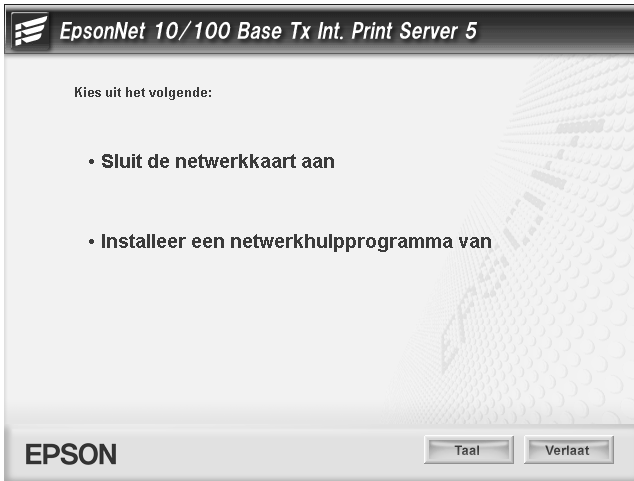 EpsonNet 10/100 Base Tx Int. Print Server 5
Kies uit het volgende:
• Sluit de netwerkkaart aan
• Installeer een netwerkhulpprogramma van
EPSON
EPSON
Taal
Verlaat